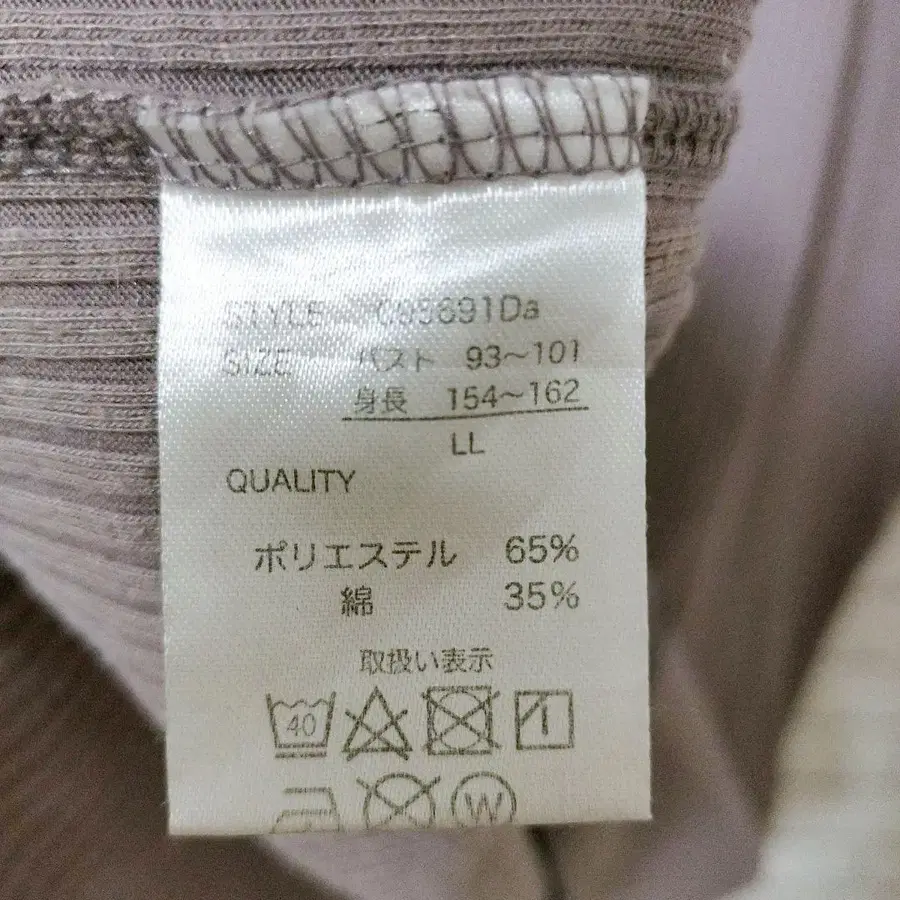 STYLE C95691Da
SIZE バスト 93～101
身長 154～162
LL
QUALITY
ポリエステル 65%
綿 35%
取扱い表示
40
W